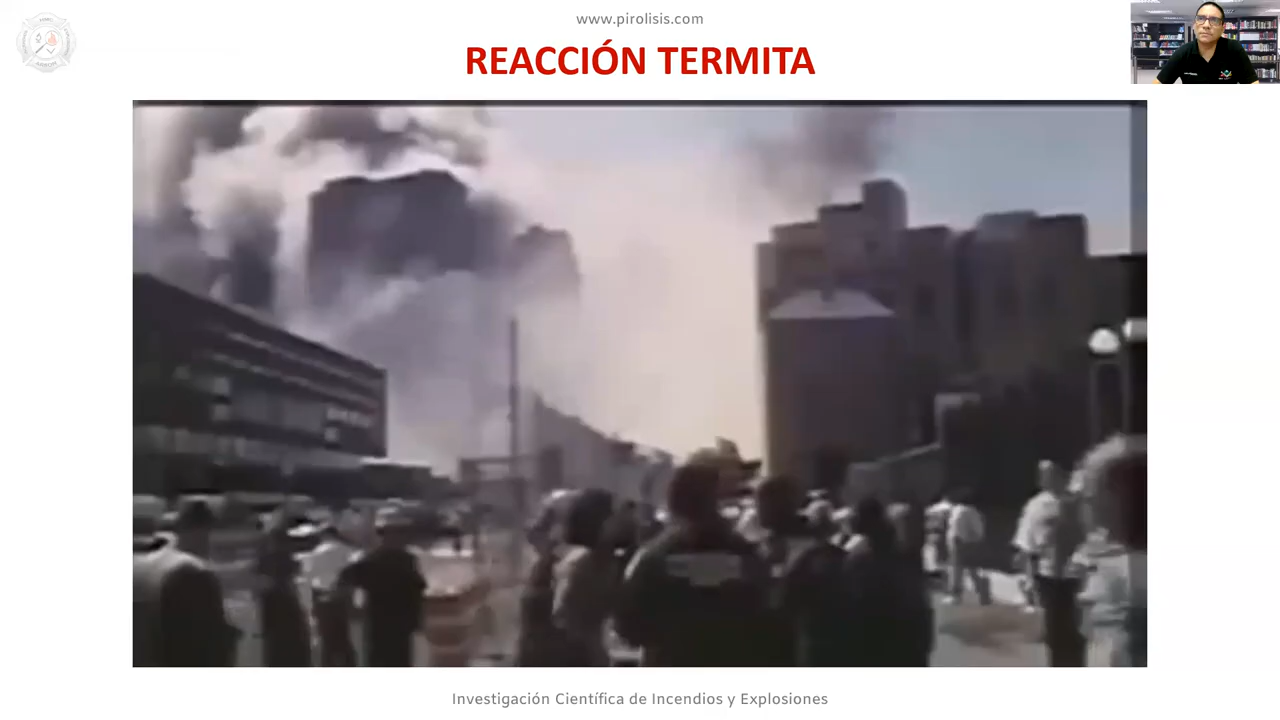 www.pirolisis.com
REACCIÓN TERMITA
Investigación Científica de Incendios y Explosiones